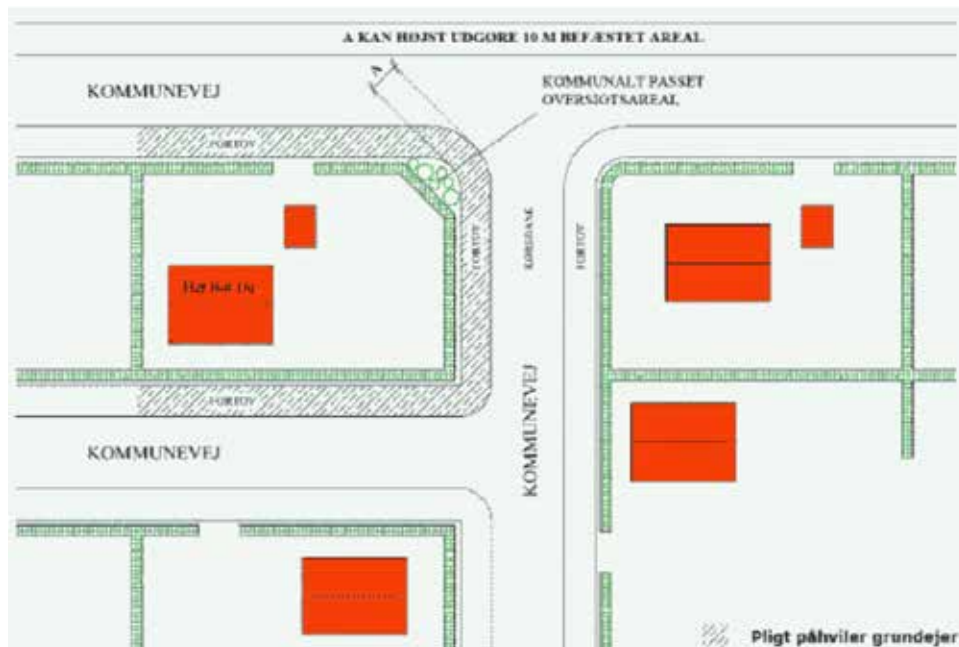 A KAN HØJST UDGØRE 10 M BEFÆSTET AREAL
A
KOMMUNEVEJ
KOMMUNALT PASSET
OVERSIGTSAREAL
FORTOV
FORTOV
KØREBANE
FORTOV
FORTOV
KOMMUNEVEJ
KOMMUNEVEJ
Pligt påhviler grundejer